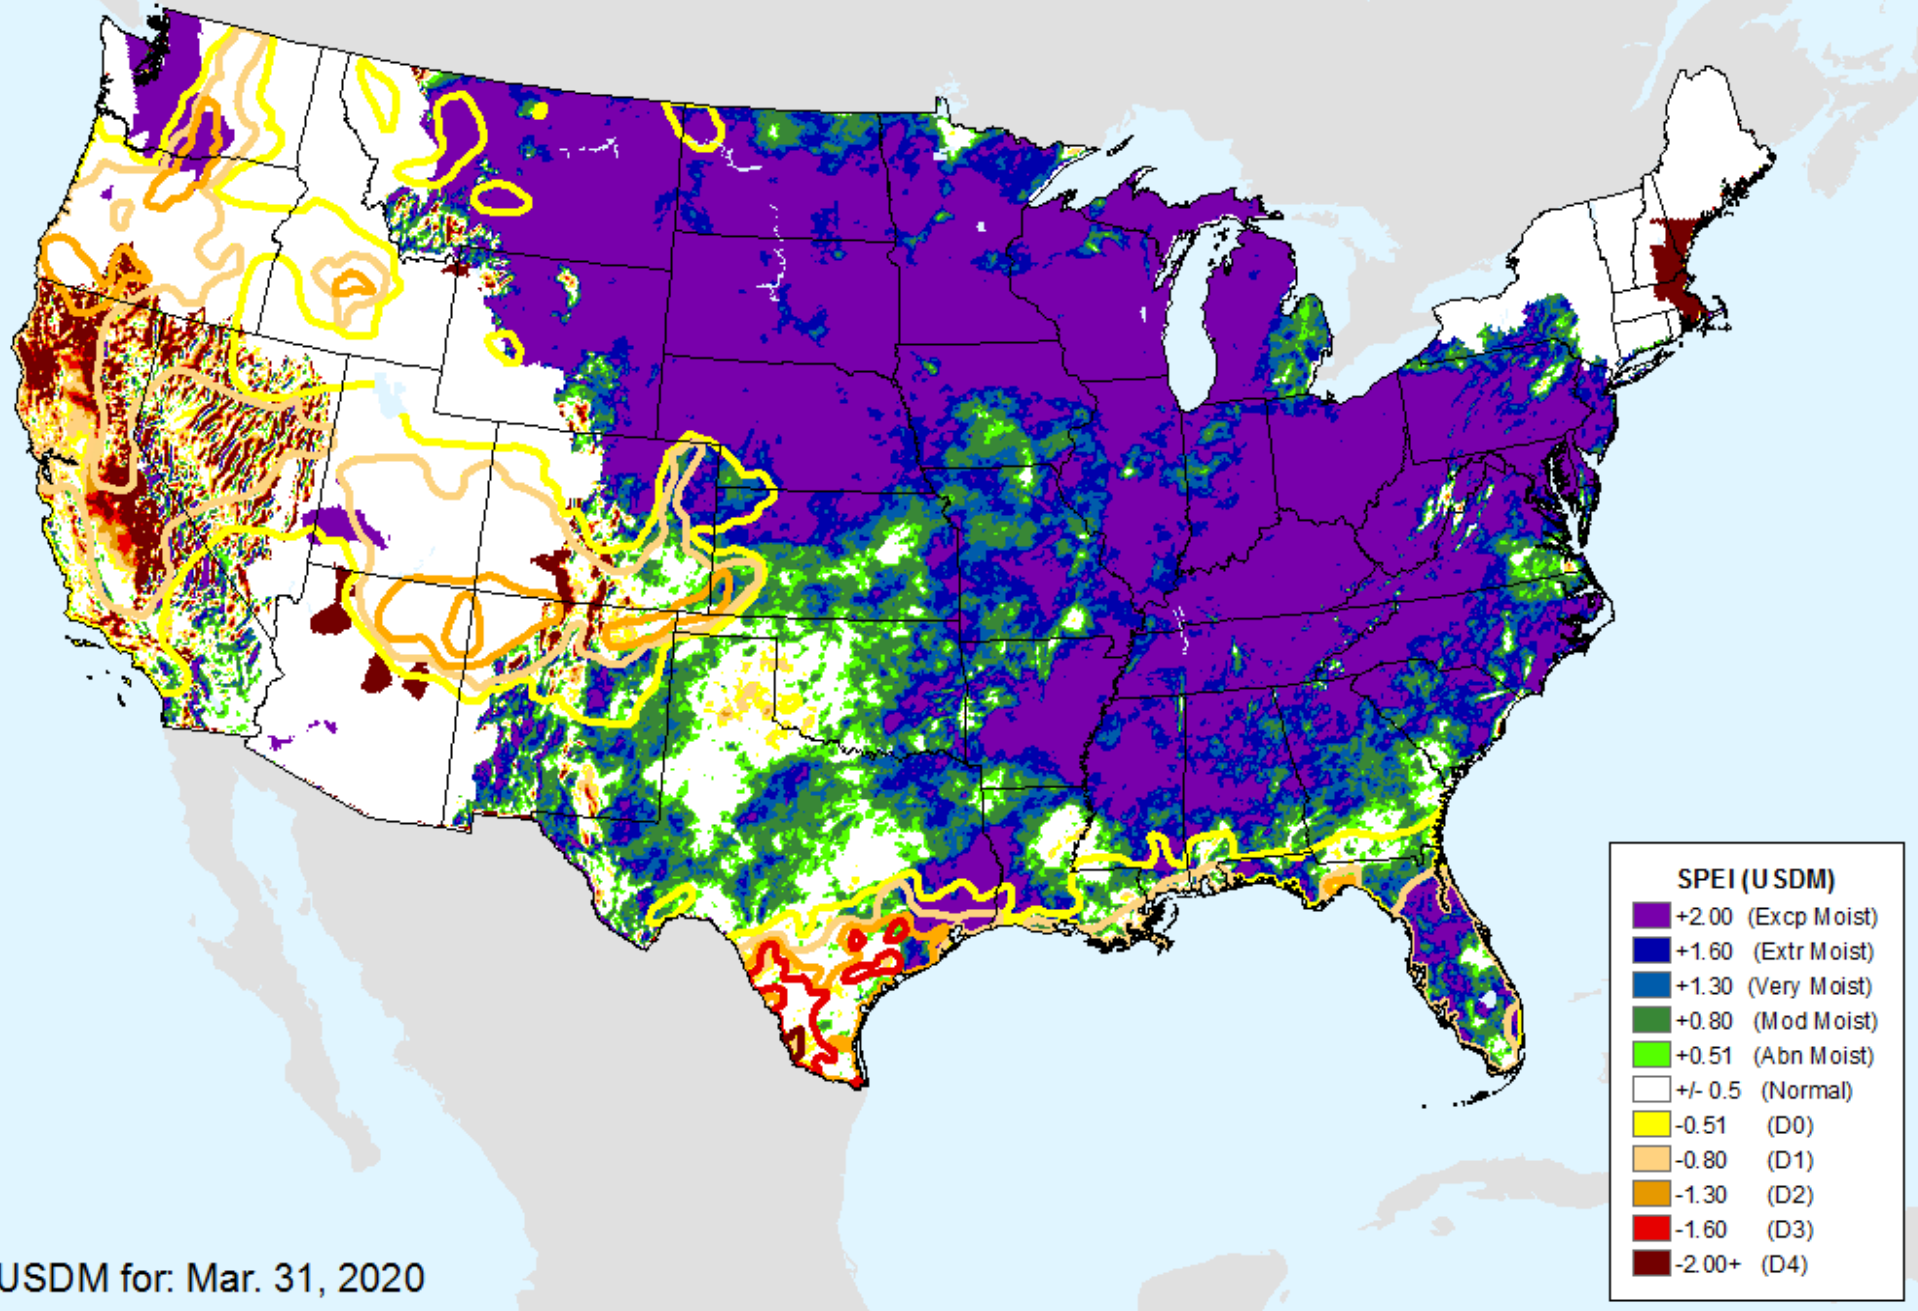 SPEI (USDM)
+2.00 (Excp Moist)
+1.60 (Extr Moist)
+1.30 (Very Moist)
+0.80 (Mod Moist)
+0.51 (Abn Moist)
+/- 0.5 (Normal)
-0.51 (D0)
-0.80 (D1)
-1.30 (D2)
-1.60 (D3)
-2.00+ (D4)
USDM for: Mar. 31, 2020